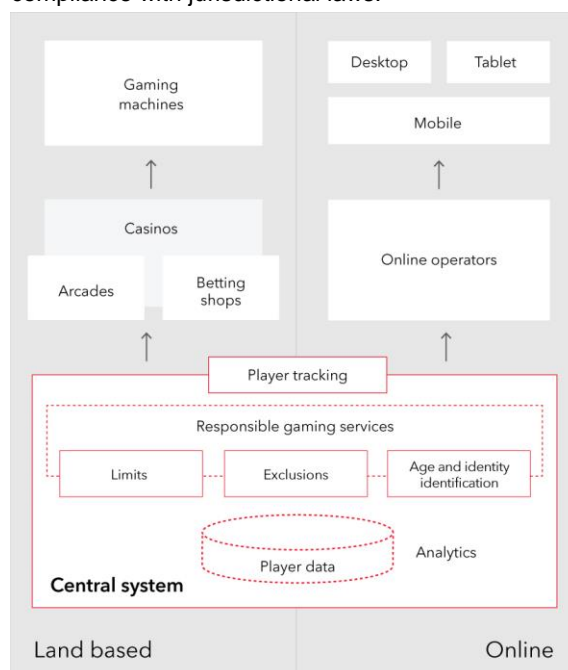 Gaming
machines
Desktop
Tablet
Mobile
Casinos
Arcades
Betting
shops
Online operators
Player tracking
Responsible gaming services
Limits
Exclusions
Age and identity
identification
Player data
Analytics
Central system
Land based
Online